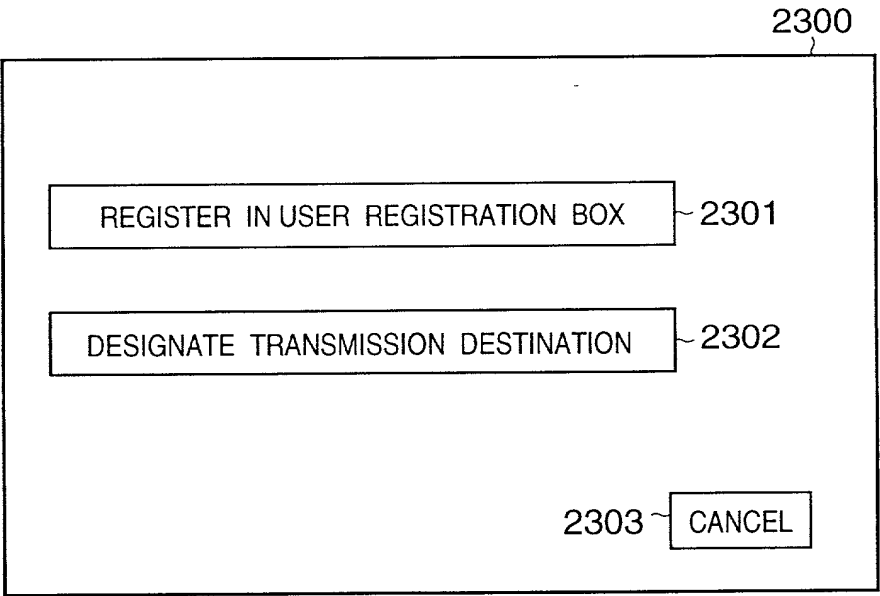 2300
REGISTER IN USER REGISTRATION BOX 2301
DESIGNATE TRANSMISSION DESTINATION 2302
2303 CANCEL